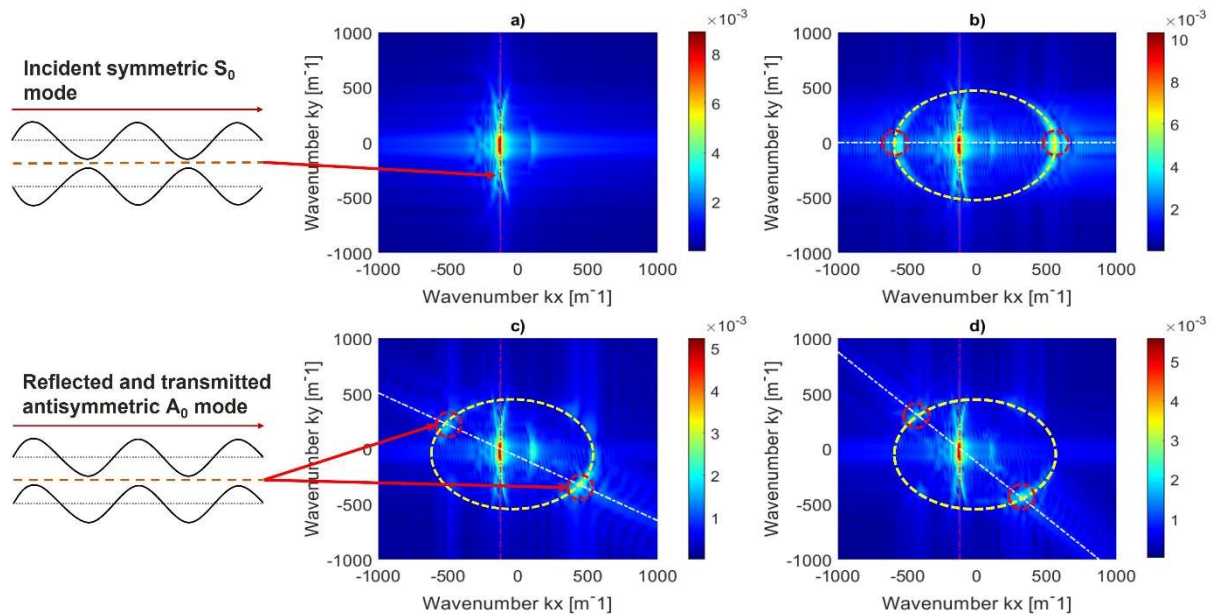 Incident symmetric S₀
mode
Reflected and transmitted
antisymmetric A₀ mode
a)
×10⁻³
8
6
4
2
1000
500
0
-500
-1000
Wavenumber ky [m⁻1]
-1000 -500 0 500 1000
Wavenumber kx [m⁻1]
b)
×10⁻³
10
8
6
4
2
1000
500
0
-500
-1000
Wavenumber ky [m⁻1]
-1000 -500 0 500 1000
Wavenumber kx [m⁻1]
c)
×10⁻³
5
4
3
2
1
1000
500
0
-500
-1000
Wavenumber ky [m⁻1]
-1000 -500 0 500 1000
Wavenumber kx [m⁻1]
d)
×10⁻³
5
4
3
2
1
1000
500
0
-500
-1000
Wavenumber ky [m⁻1]
-1000 -500 0 500 1000
Wavenumber kx [m⁻1]